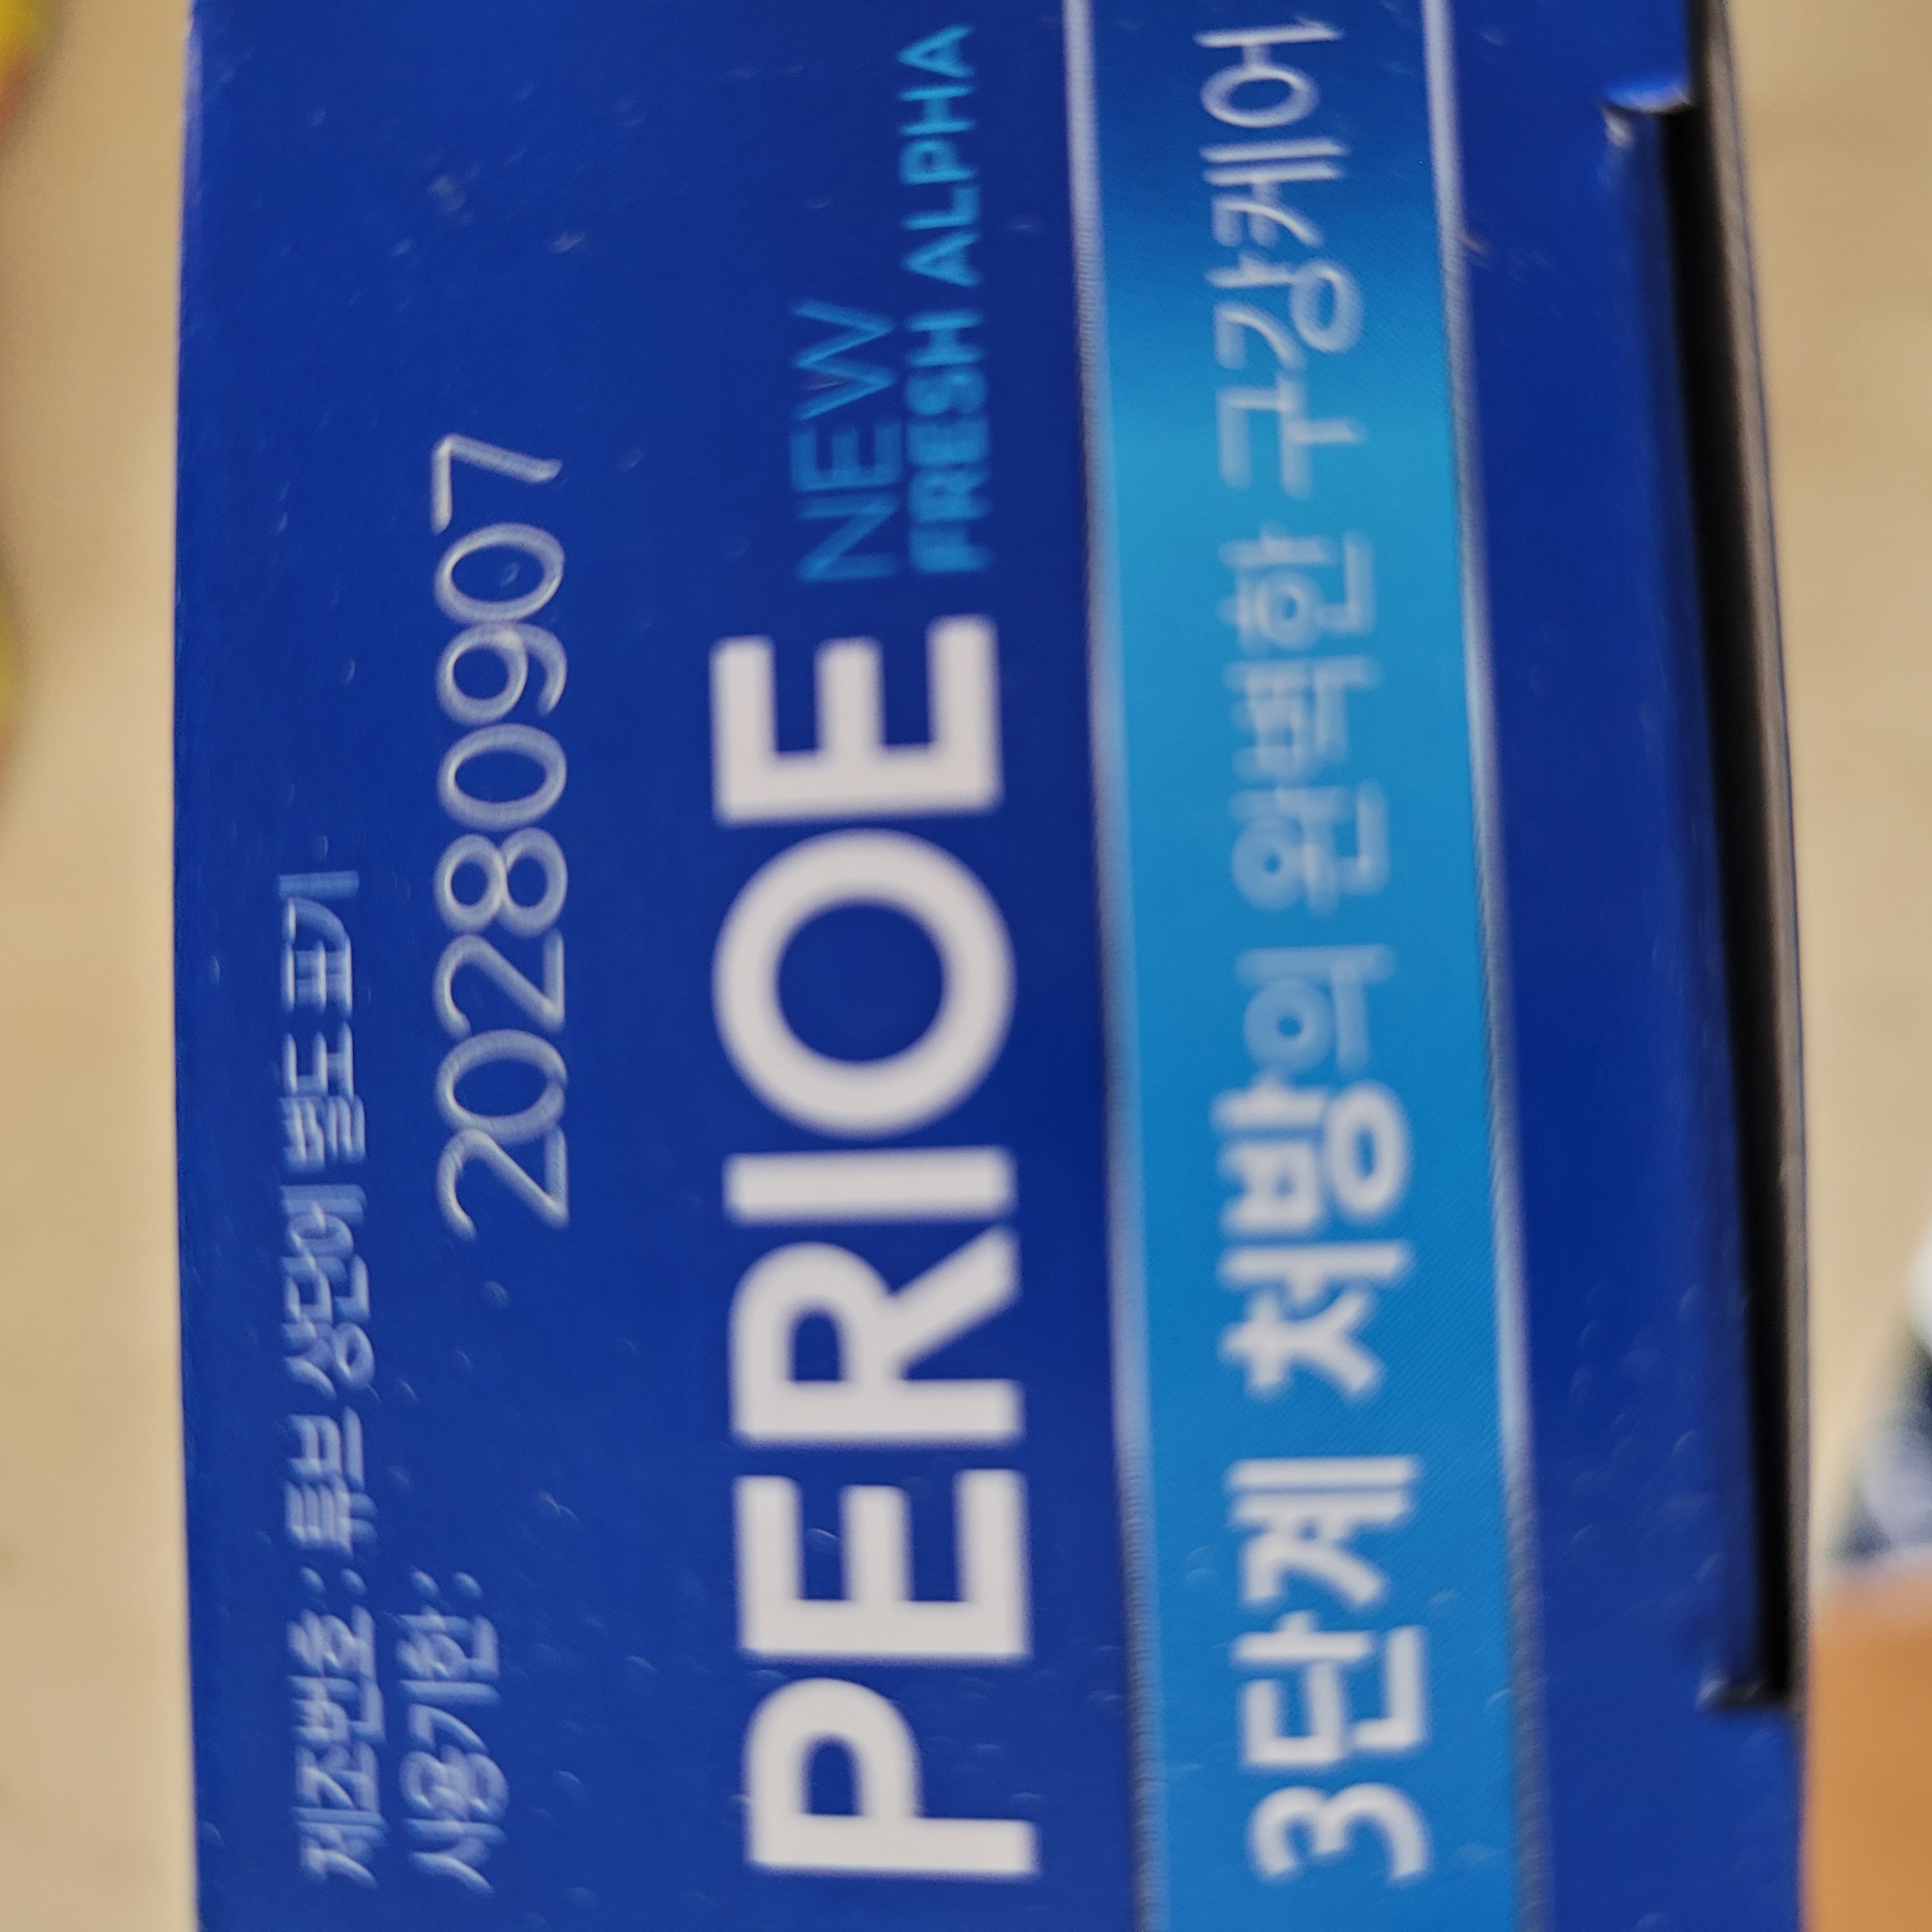 제조번호 : 튜브 상단에 별도 표기
사용기한 : 20280907
PERIOE NEW
FRESH ALPHA
3단계 처방의 완벽한 구강케어